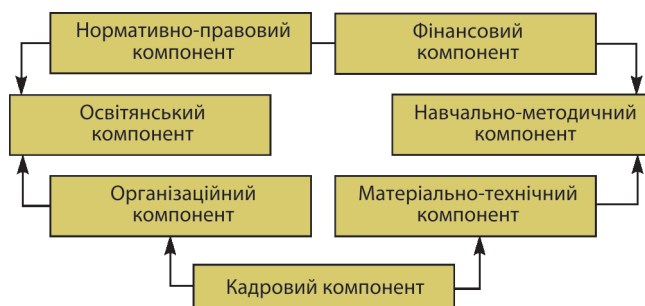 Нормативно-правовий
компонент
Фінансовий
компонент
Освітянський
компонент
Навчально-методичний
компонент
Організаційний
компонент
Матеріально-технічний
компонент
Кадровий компонент